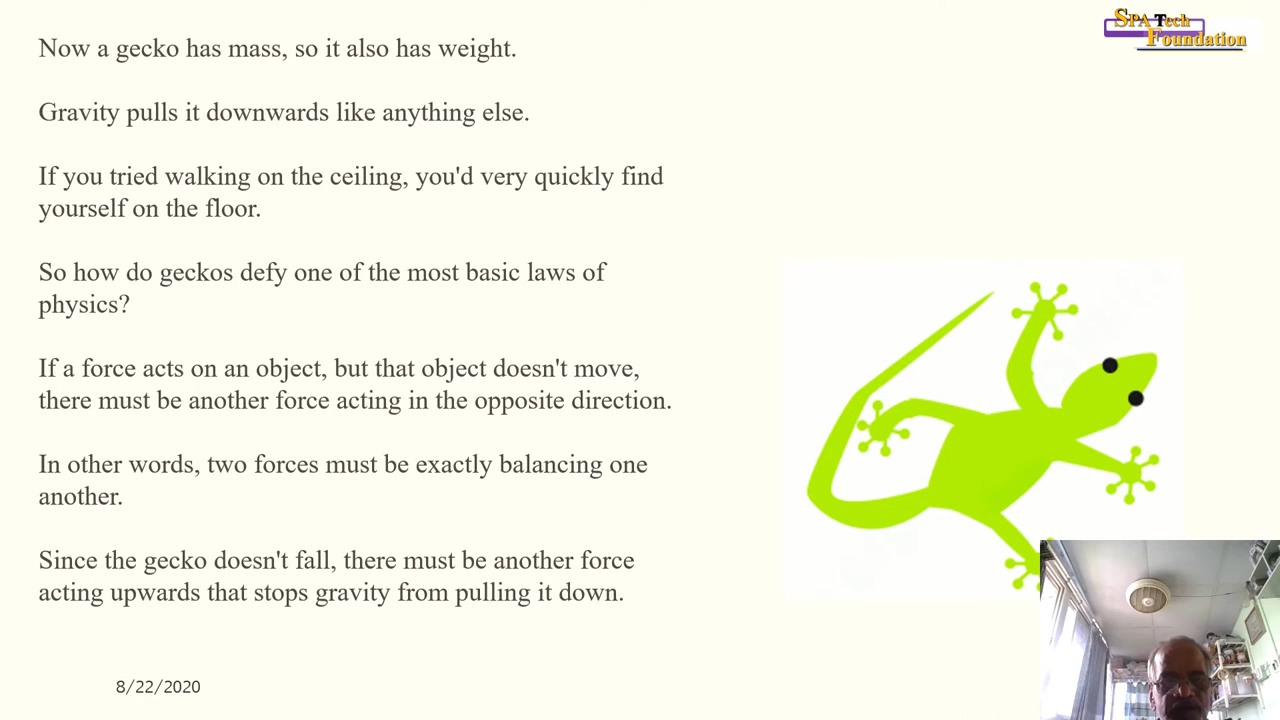 SPA Tech
Foundation
Now a gecko has mass, so it also has weight.
Gravity pulls it downwards like anything else.
If you tried walking on the ceiling, you'd very quickly find
yourself on the floor.
So how do geckos defy one of the most basic laws of
physics?
If a force acts on an object, but that object doesn't move,
there must be another force acting in the opposite direction.
In other words, two forces must be exactly balancing one
another.
Since the gecko doesn't fall, there must be another force
acting upwards that stops gravity from pulling it down.
8/22/2020